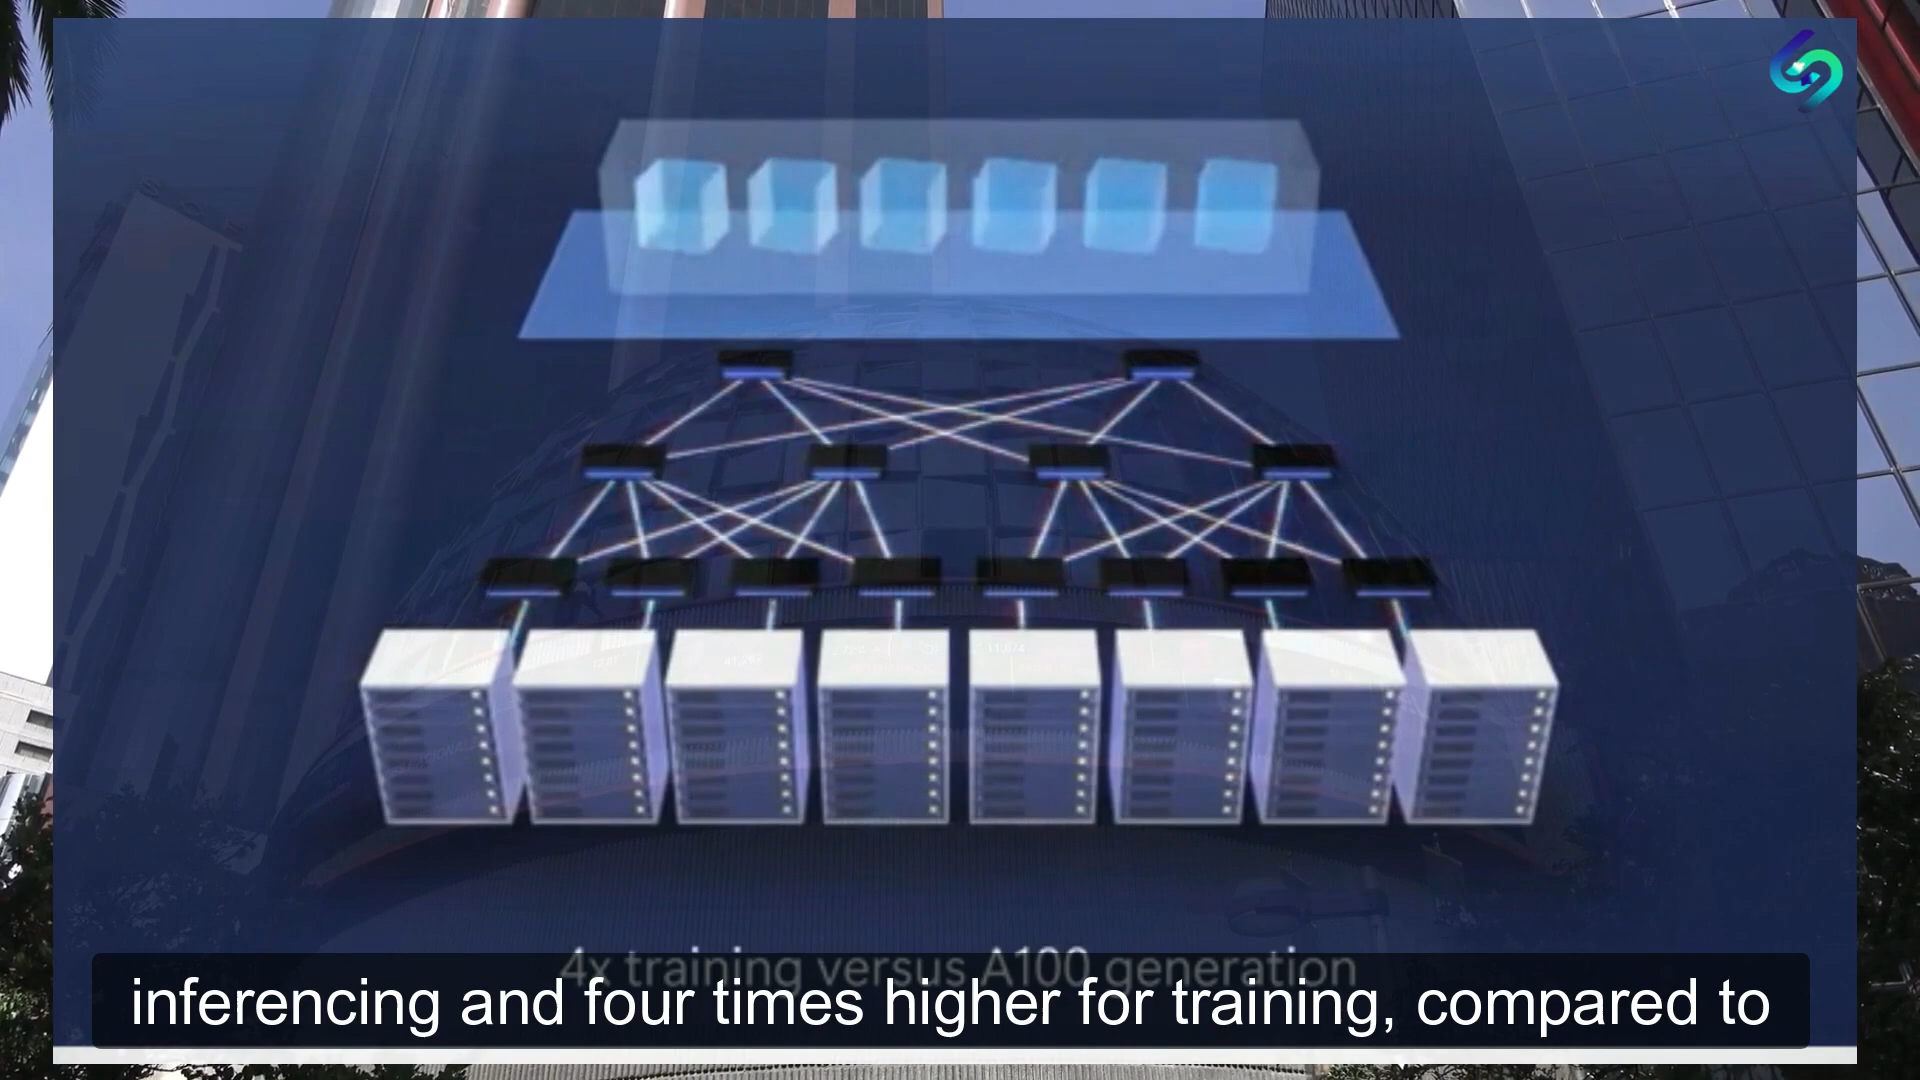 4x training versus A100 generation
inferencing and four times higher for training, compared to